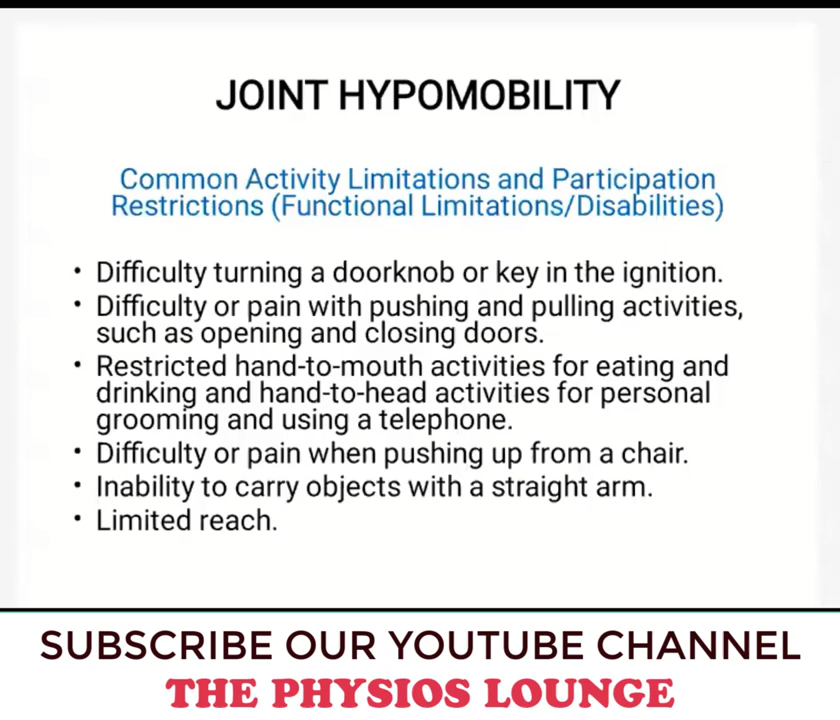 JOINT HYPOMOBILITY
Common Activity Limitations and Participation
Restrictions (Functional Limitations/Disabilities)
• Difficulty turning a doorknob or key in the ignition.
• Difficulty or pain with pushing and pulling activities,
such as opening and closing doors.
• Restricted hand-to-mouth activities for eating and
drinking and hand-to-head activities for personal
grooming and using a telephone.
• Difficulty or pain when pushing up from a chair.
• Inability to carry objects with a straight arm.
• Limited reach.
SUBSCRIBE OUR YOUTUBE CHANNEL
THE PHYSIOS LOUNGE